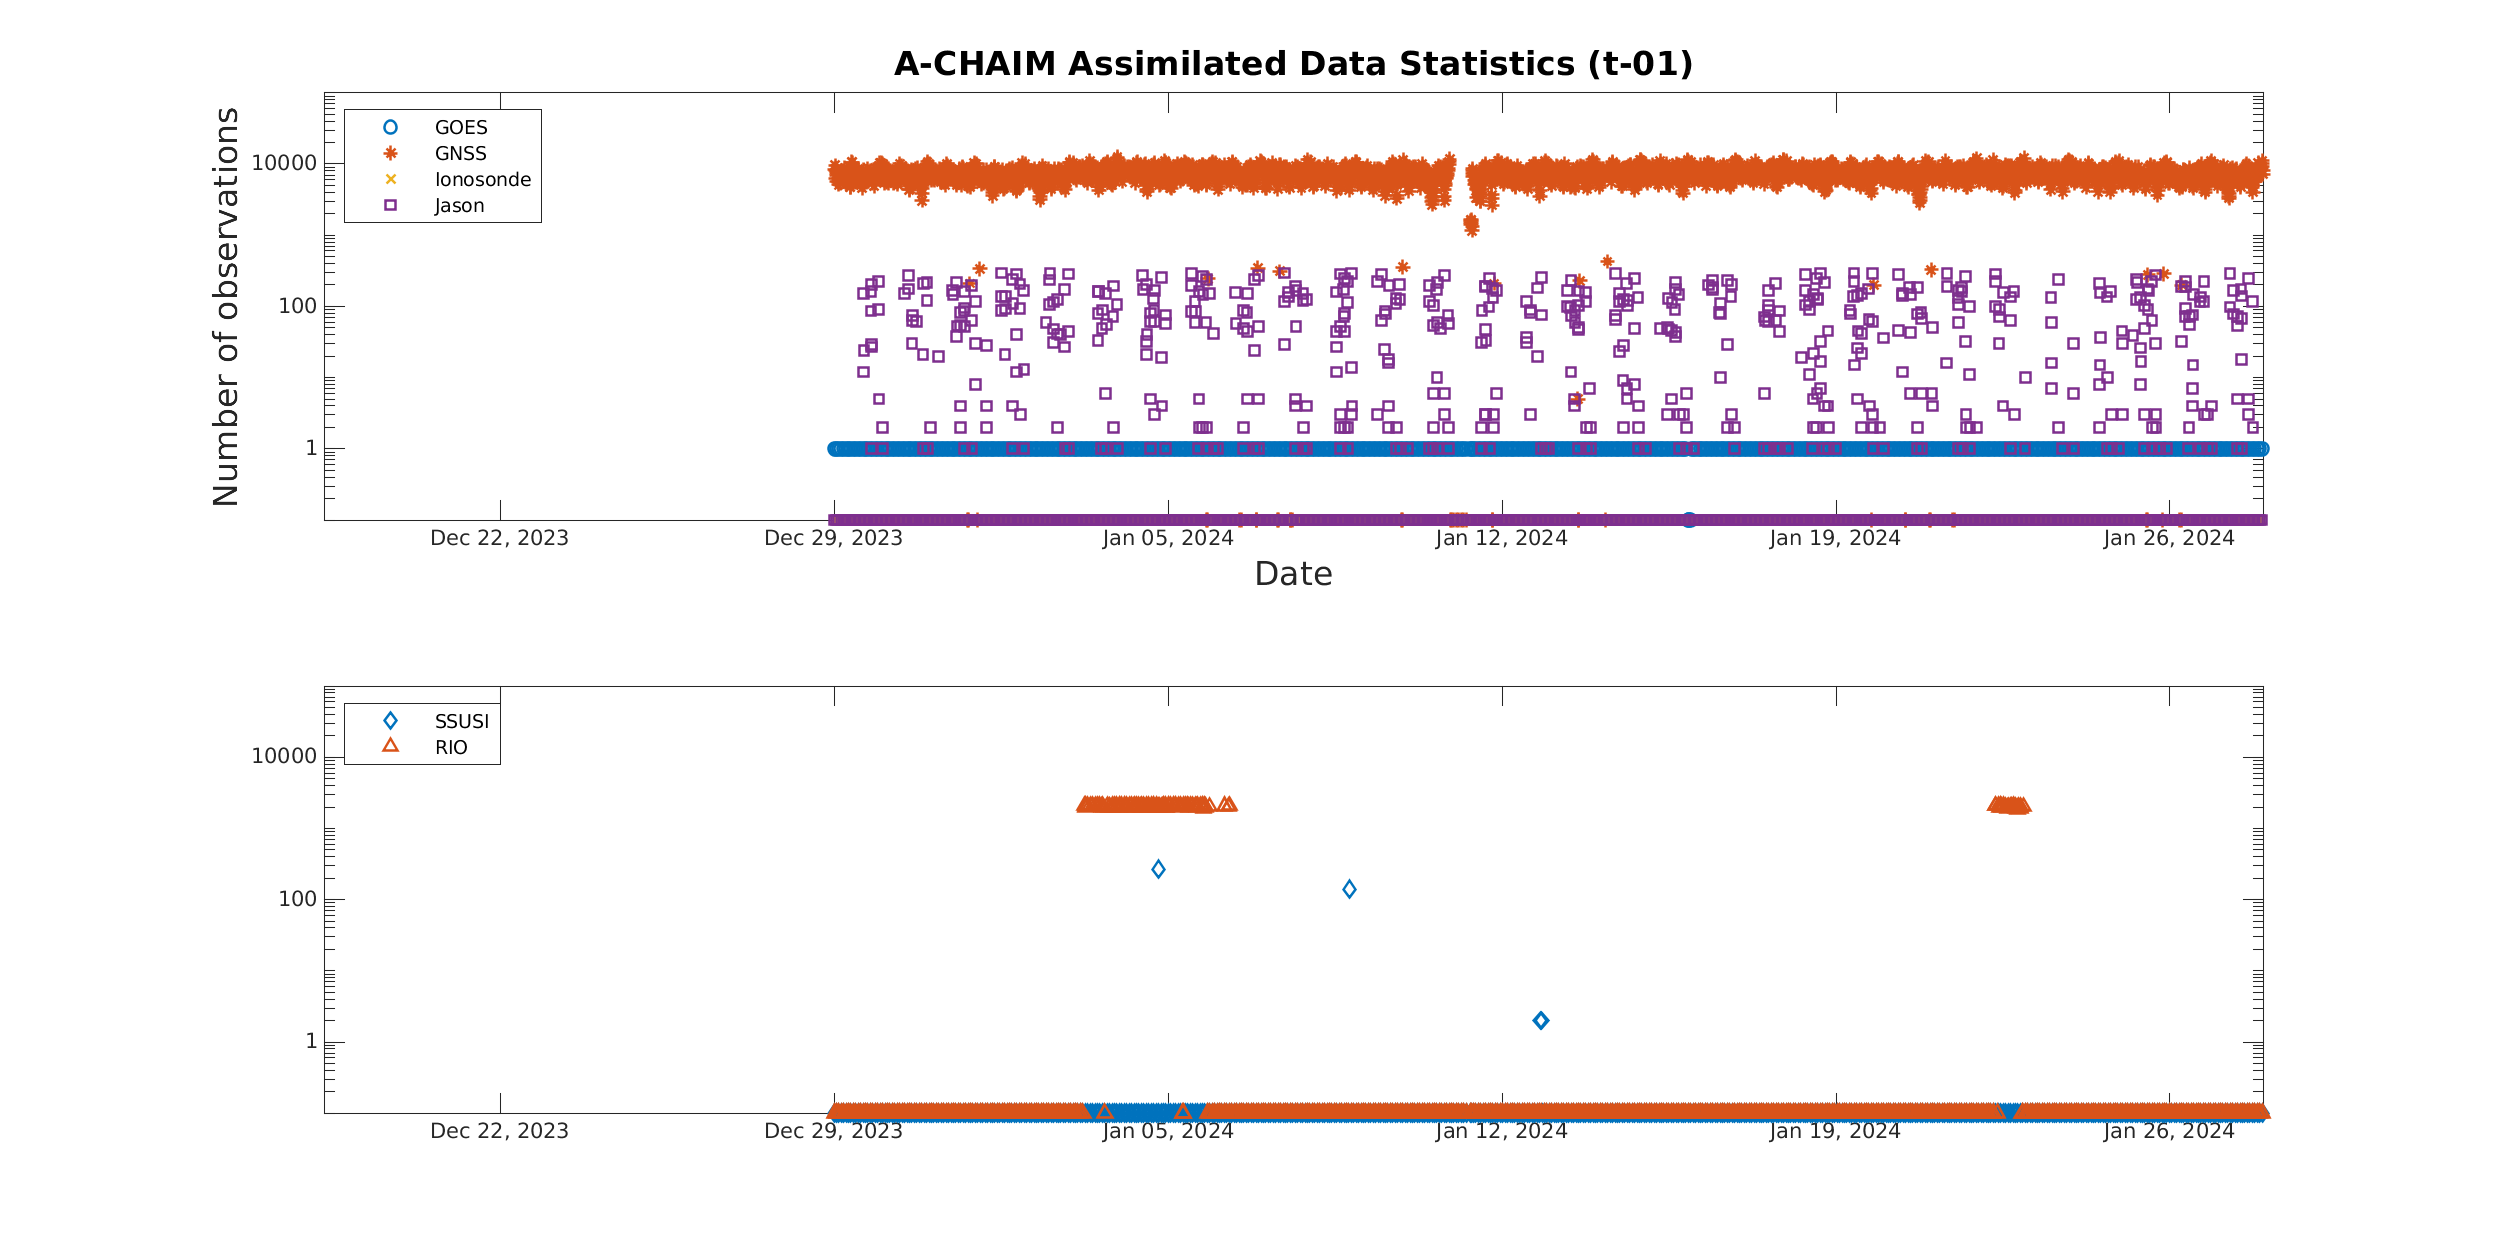 A-CHAIM Assimilated Data Statistics (t-01)
Number of observations
10000
100
1
GOES
GNSS
Ionosonde
Jason
Dec 22, 2023
Dec 29, 2023
Jan 05, 2024
Jan 12, 2024
Jan 19, 2024
Jan 26, 2024
Date
10000
100
1
SSUSI
RIO
Dec 22, 2023
Dec 29, 2023
Jan 05, 2024
Jan 12, 2024
Jan 19, 2024
Jan 26, 2024